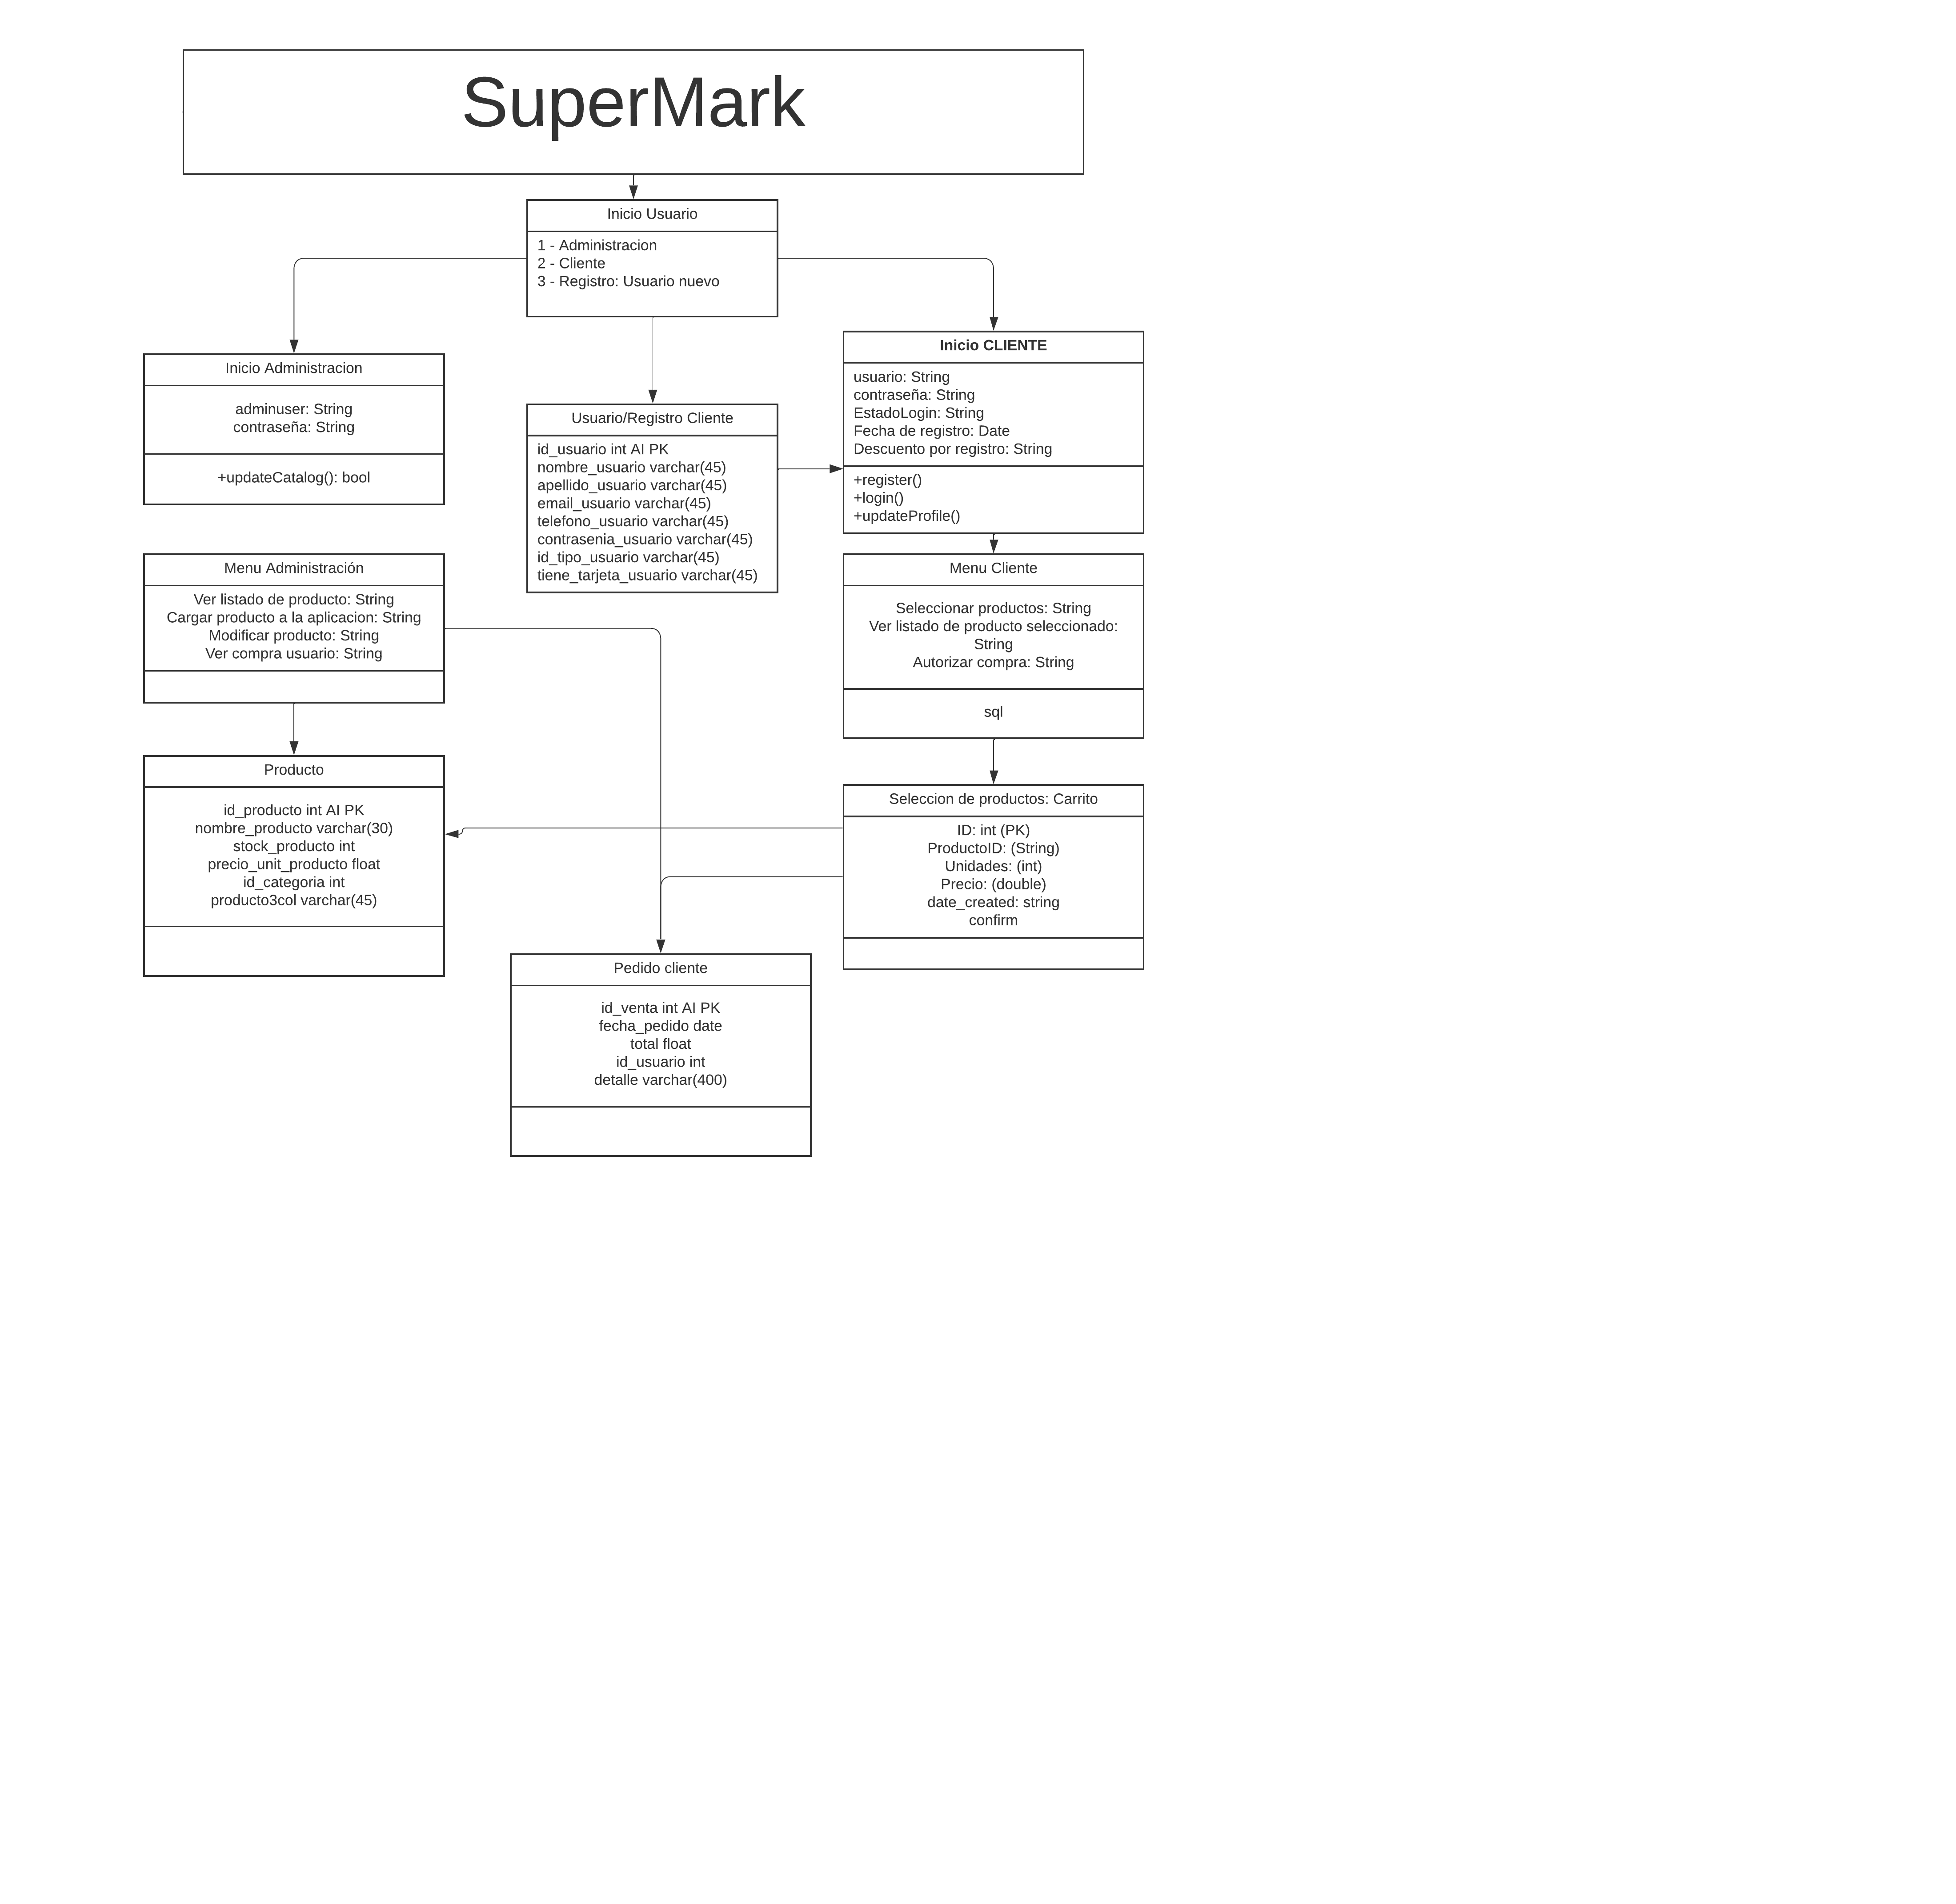 SuperMark
Inicio Usuario
1 - Administracion
2 - Cliente
3 - Registro: Usuario nuevo
Inicio Administracion
adminuser: String
contraseña: String
+updateCatalog(): bool
Usuario/Registro Cliente
id_usuario int AI PK
nombre_usuario varchar(45)
apellido_usuario varchar(45)
email_usuario varchar(45)
telefono_usuario varchar(45)
contrasenia_usuario varchar(45)
id_tipo_usuario varchar(45)
tiene_tarjeta_usuario varchar(45)
Inicio CLIENTE
usuario: String
contraseña: String
EstadoLogin: String
Fecha de registro: Date
Descuento por registro: String
+register()
+login()
+updateProfile()
Menu Administración
Ver listado de producto: String
Cargar producto a la aplicacion: String
Modificar producto: String
Ver compra usuario: String
Menu Cliente
Seleccionar productos: String
Ver listado de producto seleccionado:
String
Autorizar compra: String
sql
Producto
id_producto int AI PK
nombre_producto varchar(30)
stock_producto int
precio_unit_producto float
id_categoria int
producto3col varchar(45)
Seleccion de productos: Carrito
ID: int (PK)
ProductoID: (String)
Unidades: (int)
Precio: (double)
date_created: string
confirm
Pedido cliente
id_venta int AI PK
fecha_pedido date
total float
id_usuario int
detalle varchar(400)